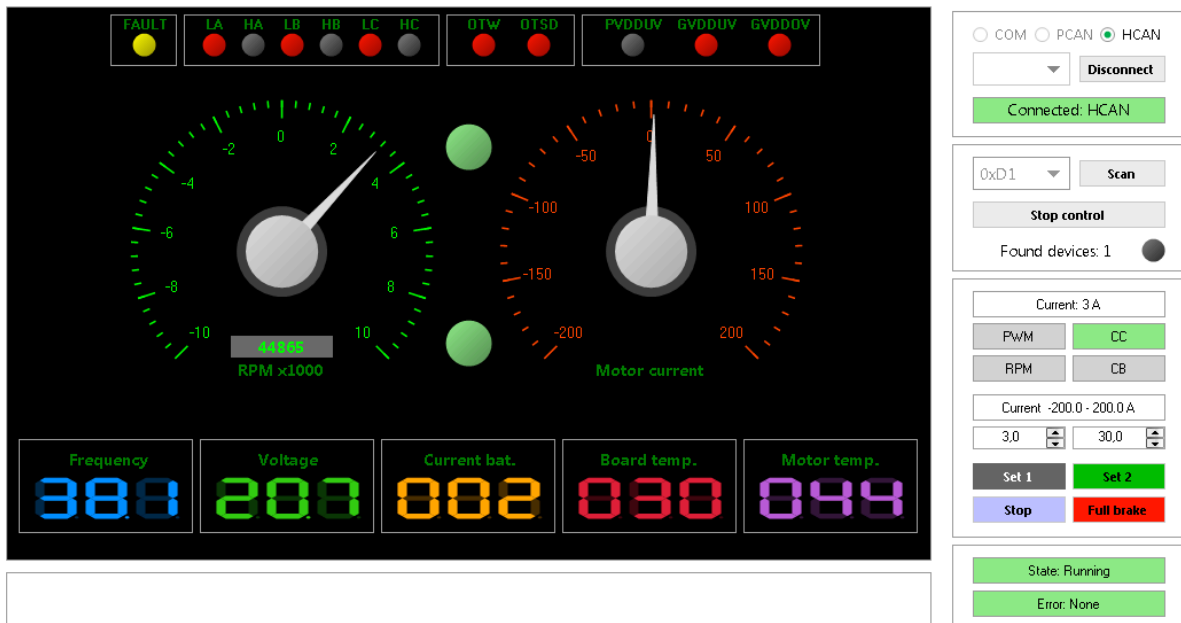 FAULT LA HA LB HB LC HC OTW OTSD PVDDUV GVDDUV GVDDOV
COM PCAN HCAN
Disconnect
Connected: HCAN
0xD1 Scan
Stop control
Found devices: 1
-10 -8 -6 -4 -2 0 2 4 6 8 10
44865
RPM x1000
-200 -150 -100 -50 0 50 100 150 200
Motor current
Current: 3 A
PWM CC
RPM CB
Current -200.0 - 200.0 A
3,0 30,0
Set 1 Set 2
Stop Full brake
Frequency Voltage Current bat. Board temp. Motor temp.
38.1 20.7 002 030 044
State: Running
Error: None